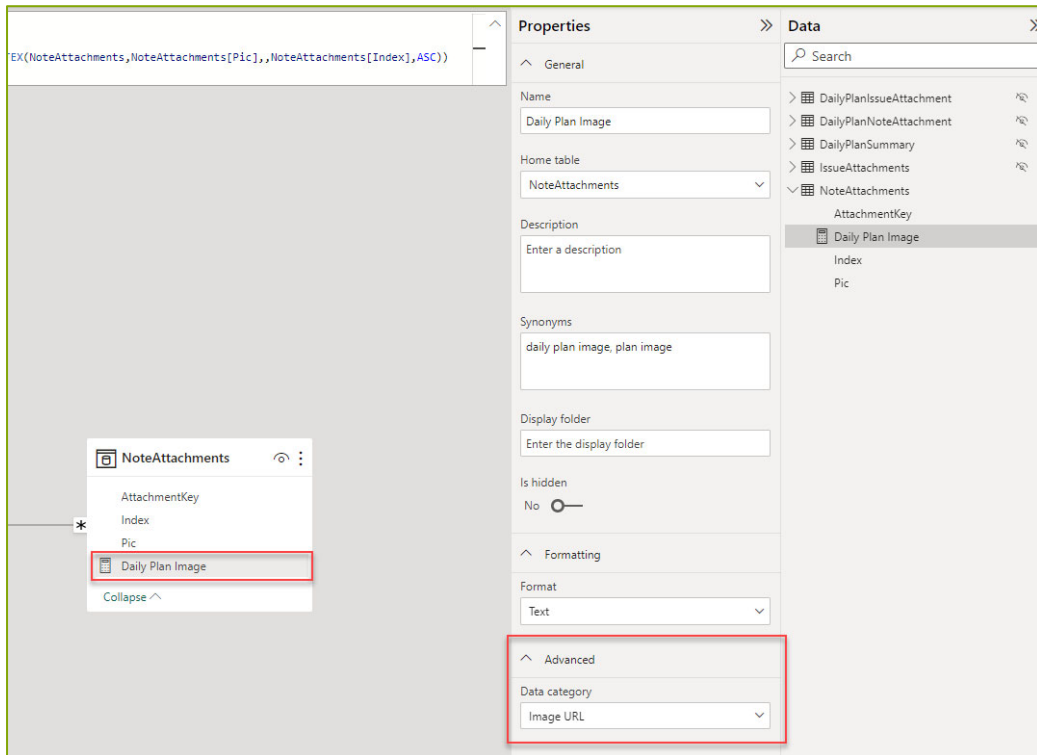 EX(NoteAttachments,NoteAttachments[Pic],,NoteAttachments[Index],ASC))
NoteAttachments
AttachmentKey
Index
Pic
Daily Plan Image
Collapse
Properties
General
Name
Daily Plan Image
Home table
NoteAttachments
Description
Enter a description
Synonyms
daily plan image, plan image
Display folder
Enter the display folder
Is hidden
No
Formatting
Format
Text
Advanced
Data category
Image URL
Data
Search
DailyPlanIssueAttachment
DailyPlanNoteAttachment
DailyPlanSummary
IssueAttachments
NoteAttachments
AttachmentKey
Daily Plan Image
Index
Pic